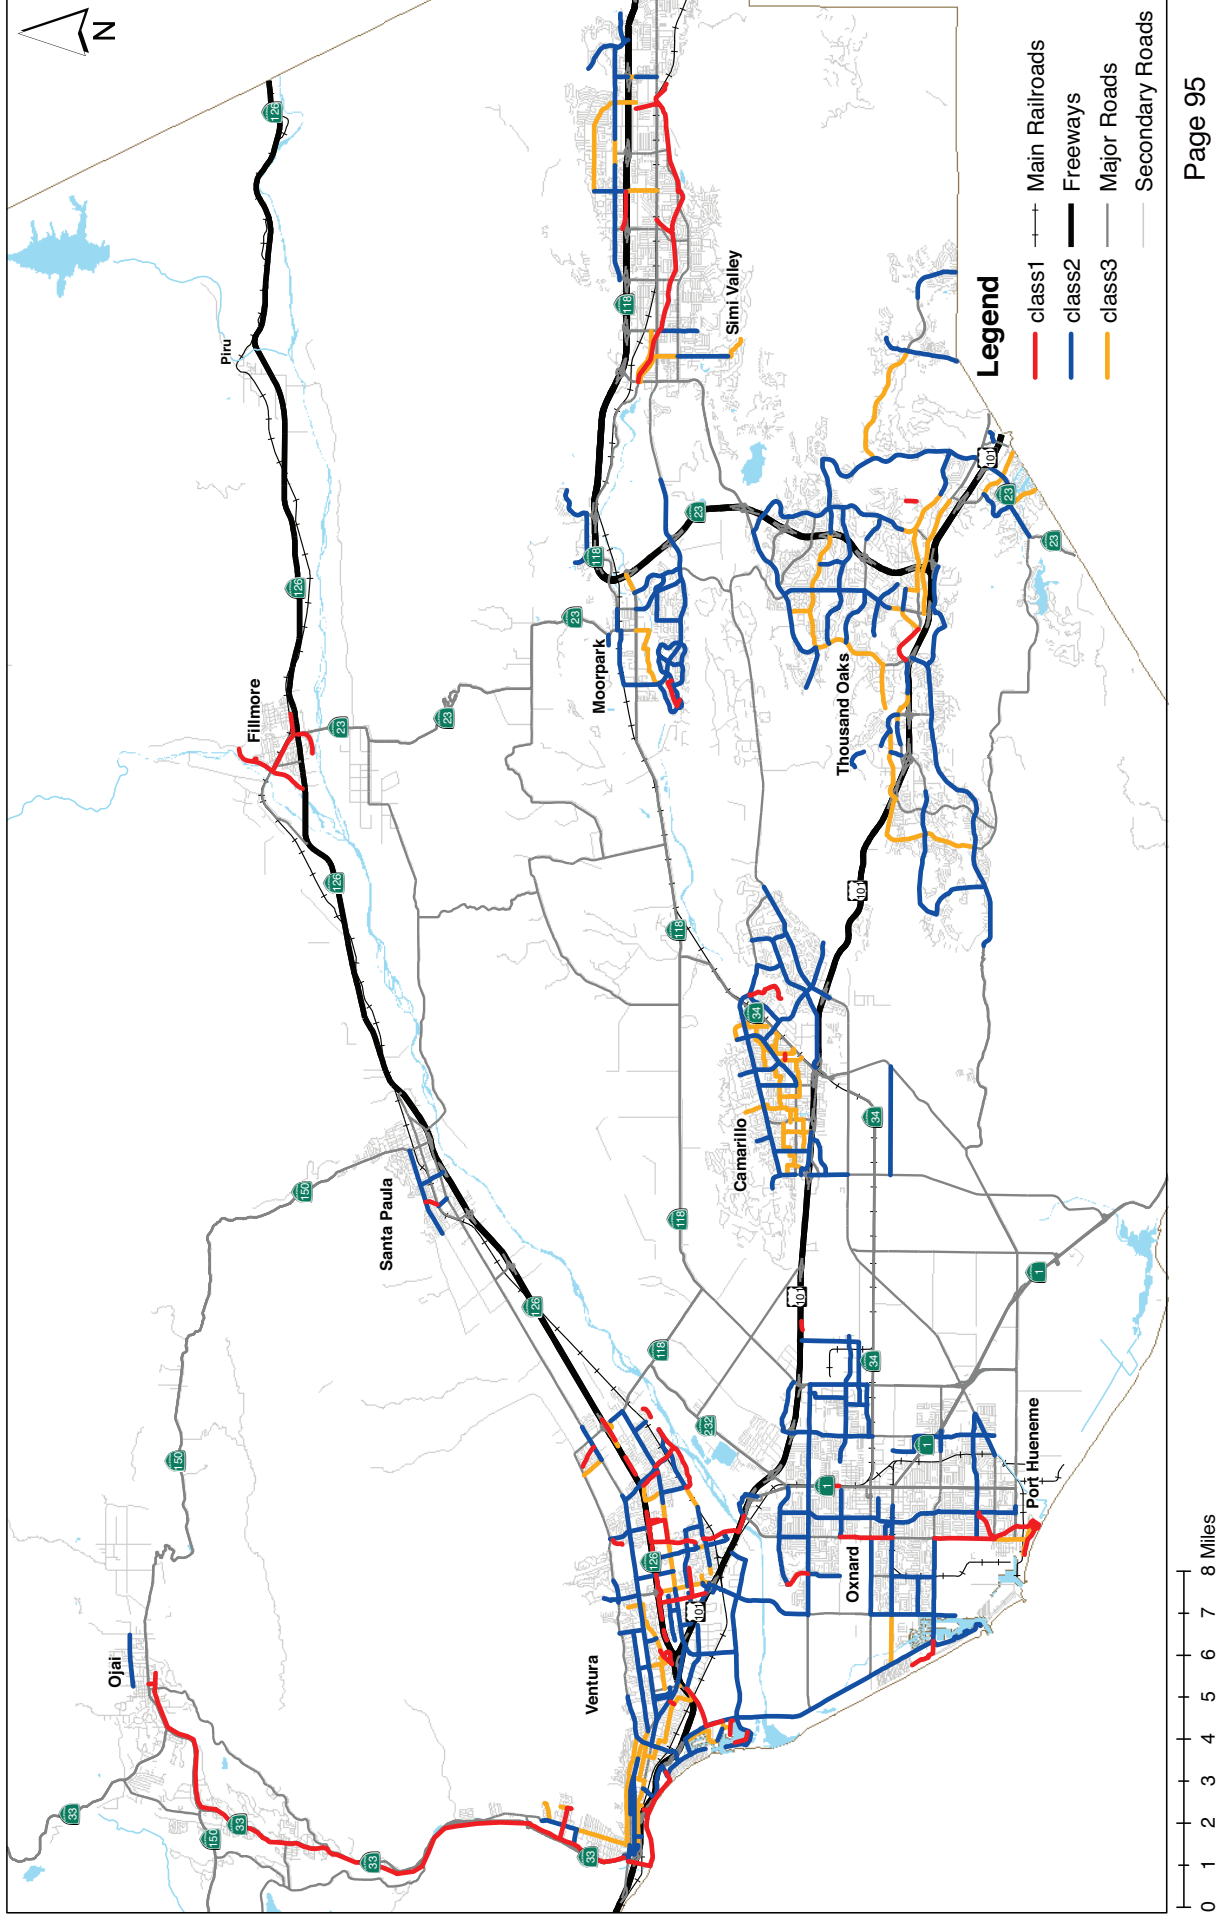 N
126
Piru
126
Fillmore
23
23
126
150
Santa Paula
126
150
Ojai
33
150
33
33
33
118
Simi Valley
118
23
23
Moorpark
118
118
118
232
Thousand Oaks
101
23
23
101
34
Camarillo
34
101
34
1
1
1
Port Hueneme
Oxnard
126
101
Ventura
Legend
class1
class2
class3
Main Railroads
Freeways
Major Roads
Secondary Roads
0 1 2 3 4 5 6 7 8 Miles
Page 95